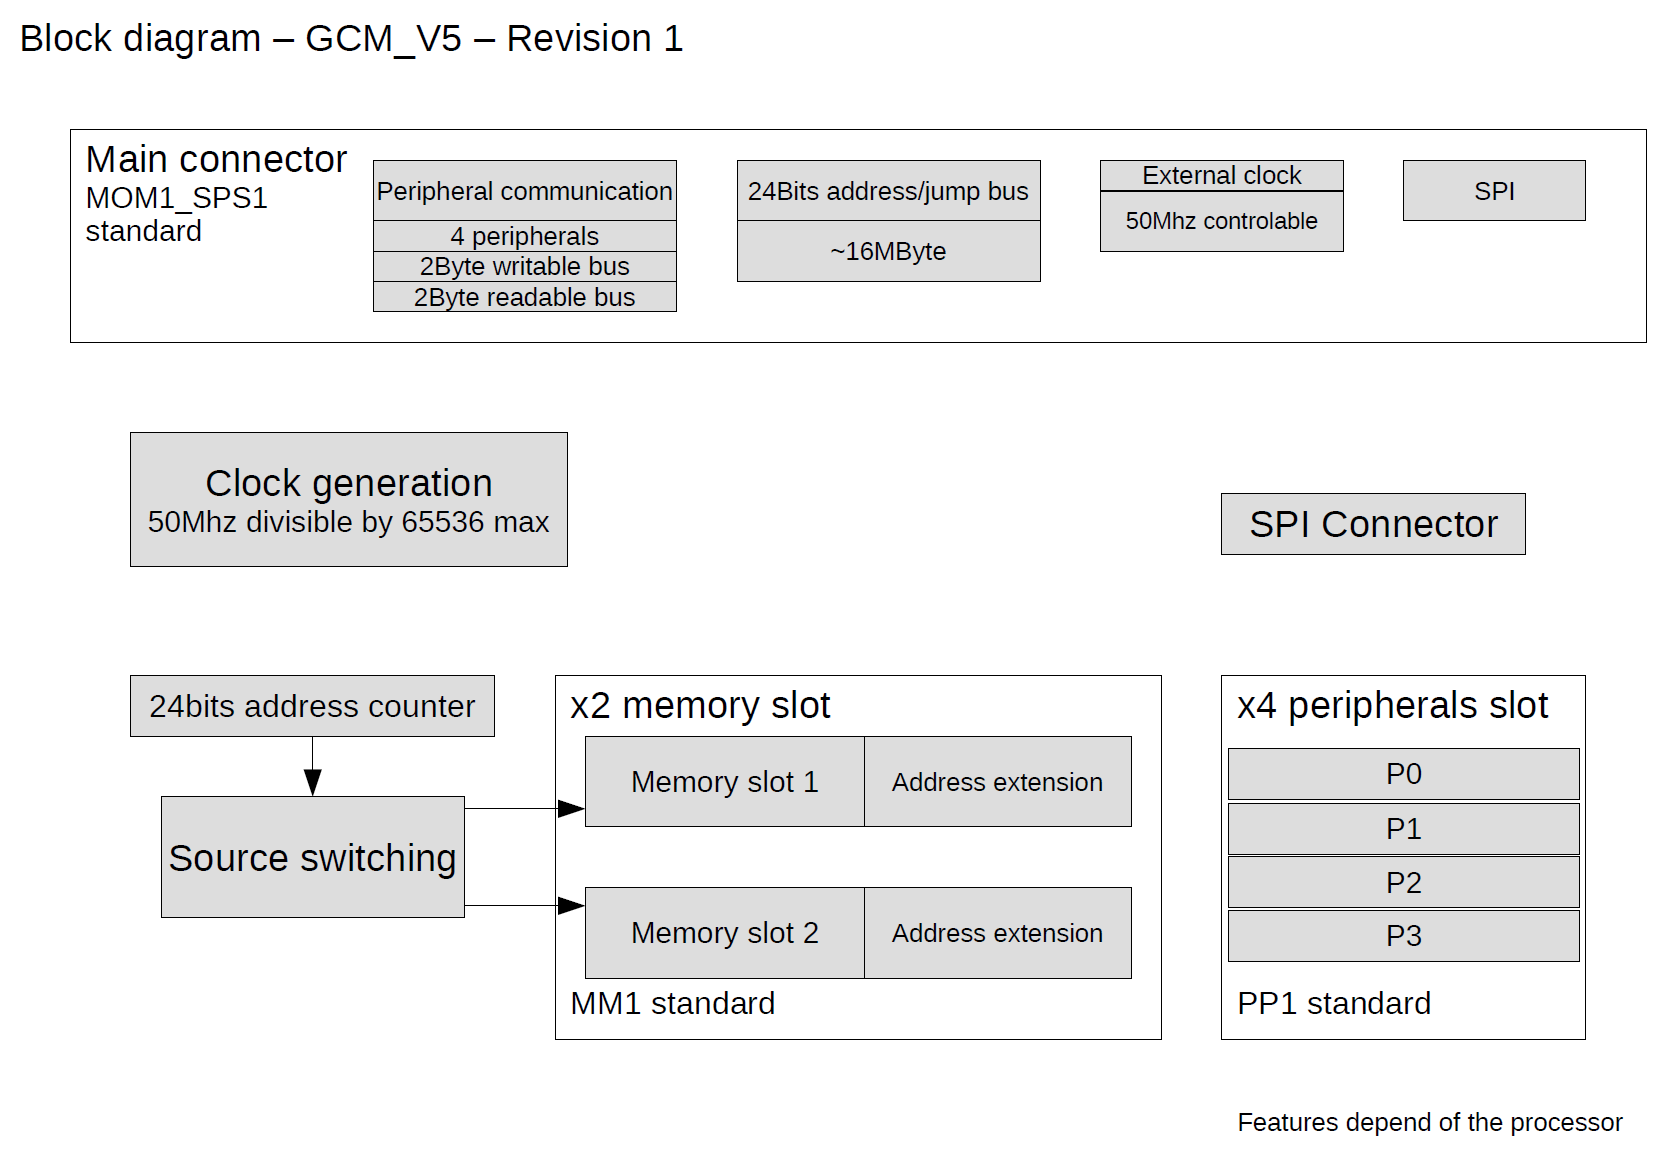 Block diagram – GCM_V5 – Revision 1
Main connector
MOM1_SPS1
standard
Peripheral communication
4 peripherals
2Byte writable bus
2Byte readable bus
24Bits address/jump bus
~16MByte
External clock
50Mhz controlable
SPI
Clock generation
50Mhz divisible by 65536 max
SPI Connector
24bits address counter
Source switching
x2 memory slot
Memory slot 1
Address extension
Memory slot 2
Address extension
MM1 standard
x4 peripherals slot
P0
P1
P2
P3
PP1 standard
Features depend of the processor